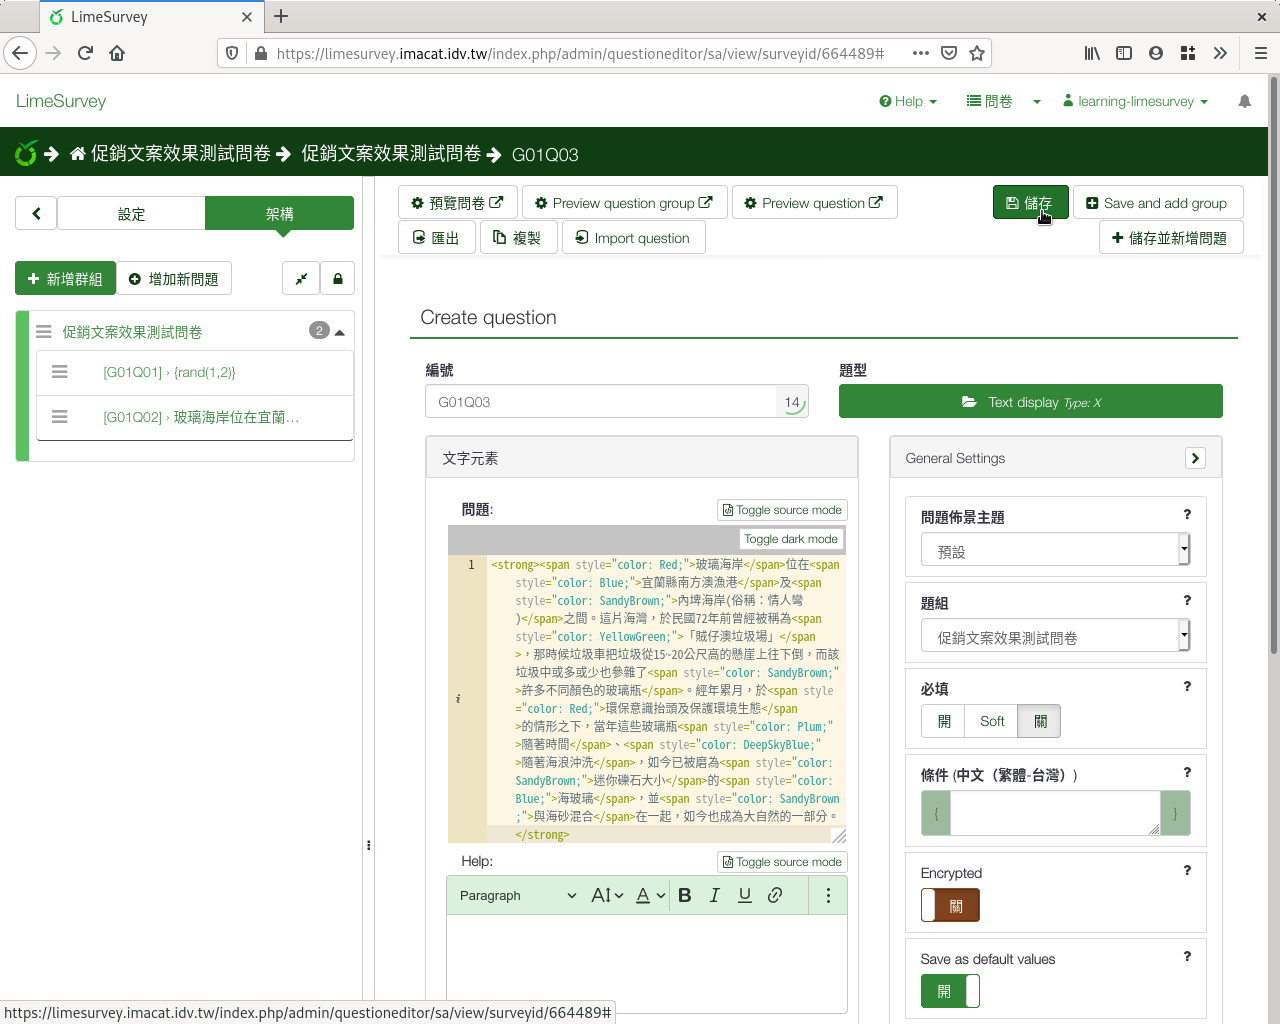 LimeSurvey
https://limesurvey.imacat.idv.tw/index.php/admin/questioneditor/sa/view/surveyid/664489#
LimeSurvey
Help
問卷
learning-limesurvey
促銷文案效果測試問卷
促銷文案效果測試問卷
G01Q03
設定
架構
預覽問卷
Preview question group
Preview question
儲存
Save and add group
匯出
複製
Import question
儲存並新增問題
新增群組
增加新問題
促銷文案效果測試問卷
2
[G01Q01] › {rand(1,2)}
[G01Q02] › 玻璃海岸位在宜蘭…
Create question
編號
題型
G01Q03
14
Text display Type: X
文字元素
General Settings
問題:
Toggle source mode
Toggle dark mode
1
i
<strong><span style="color: Red;">玻璃海岸</span>位在<span
style="color: Blue;">宜蘭縣南方澳漁港</span>及<span
style="color: SandyBrown;">內埤海岸(俗稱：情人彎
)</span>之間。這片海灣，於民國72年前曾經被稱為<span
style="color: YellowGreen;">「賊仔澳垃圾場」</span
>，那時候垃圾車把垃圾從15~20公尺高的懸崖上往下倒，而該
垃圾中或多或少也參雜了<span style="color: SandyBrown;"
>許多不同顏色的玻璃瓶</span>。經年累月，於<span style
="color: Red;">環保意識抬頭及保護環境生態</span
>的情形之下，當年這些玻璃瓶<span style="color: Plum;"
>隨著時間</span>、<span style="color: DeepSkyBlue;"
>隨著海浪沖洗</span>，如今已被磨為<span style="color:
SandyBrown;">迷你礫石大小</span>的<span style="color:
Blue;">海玻璃</span>，並<span style="color: SandyBrown
;">與海砂混合</span>在一起，如今也成為大自然的一部分。
</strong>
Help:
Toggle source mode
Paragraph
AI
A
B
I
U
問題佈景主題
?
預設
題組
?
促銷文案效果測試問卷
必填
?
開
Soft
關
條件 (中文（繁體-台灣）)
?
{
}
Encrypted
?
關
Save as default values
?
開
https://limesurvey.imacat.idv.tw/index.php/admin/questioneditor/sa/view/surveyid/664489#